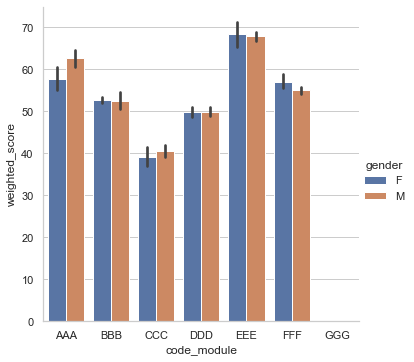 weighted_score
70
60
50
40
30
20
10
0
AAA BBB CCC DDD EEE FFF GGG
code_module
gender
F
M